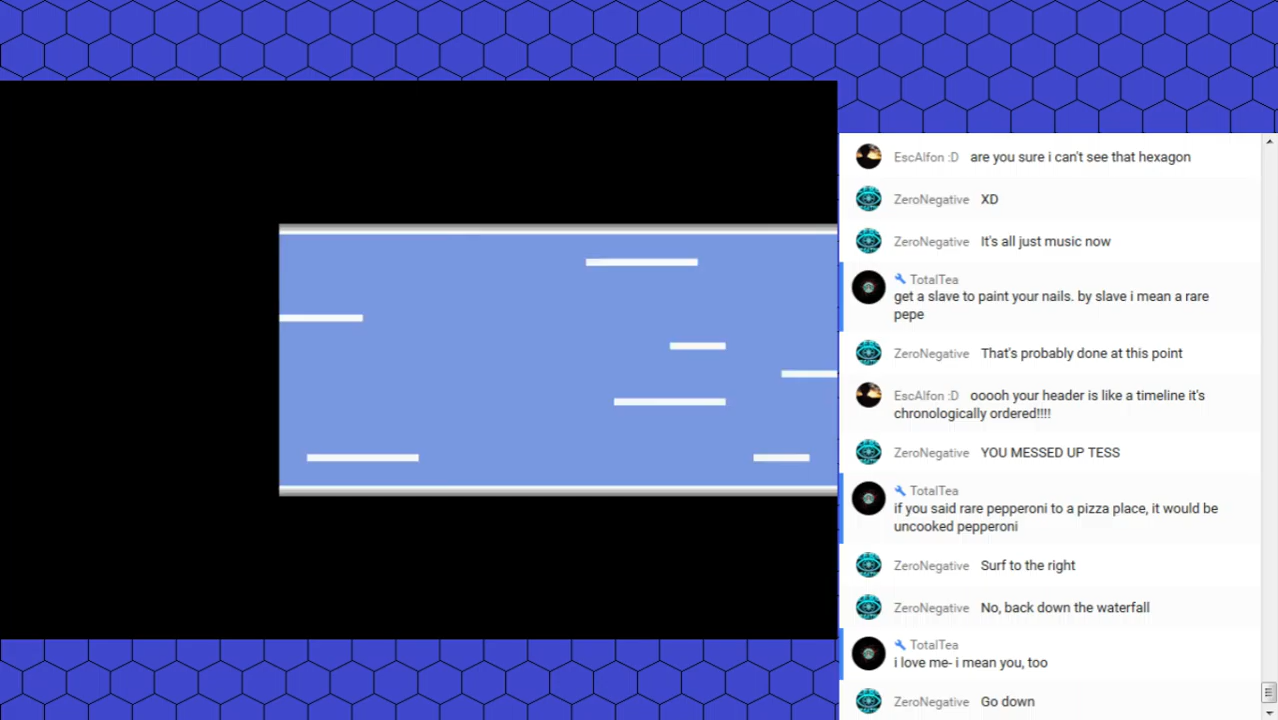 EscAlfon :D are you sure i can't see that hexagon
ZeroNegative XD
ZeroNegative It's all just music now
TotalTea
get a slave to paint your nails. by slave i mean a rare
pepe
ZeroNegative That's probably done at this point
EscAlfon :D ooooh your header is like a timeline it's
chronologically ordered!!!!
ZeroNegative YOU MESSED UP TESS
TotalTea
if you said rare pepperoni to a pizza place, it would be
uncooked pepperoni
ZeroNegative Surf to the right
ZeroNegative No, back down the waterfall
TotalTea
i love me- i mean you, too
ZeroNegative Go down